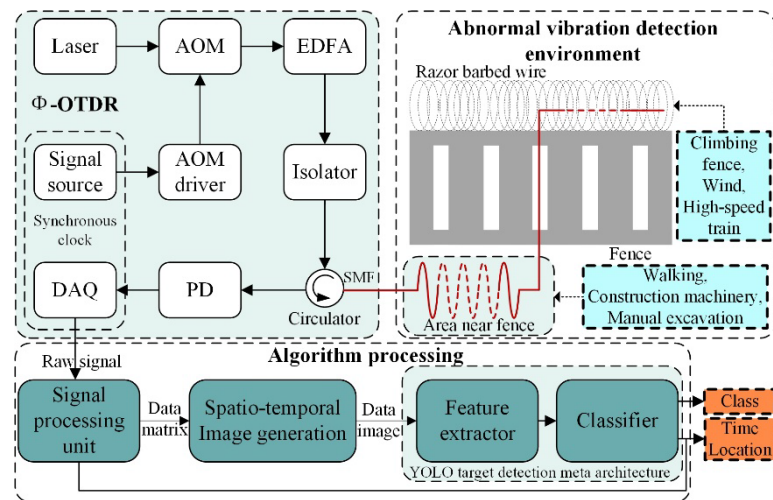 Laser
AOM
EDFA
Φ-OTDR
Signal
source
AOM
driver
Isolator
Synchronous
clock
DAQ
PD
Circulator
SMF
Abnormal vibration detection
environment
Razor barbed wire
Climbing
fence,
Wind,
High-speed
train
Fence
Area near fence
Walking,
Construction machinery,
Manual excavation
Raw signal
Algorithm processing
Signal
processing
unit
Data
matrix
Spatio-temporal
Image generation
Data
image
Feature
extractor
Classifier
YOLO target detection meta architecture
Class
Time
Location